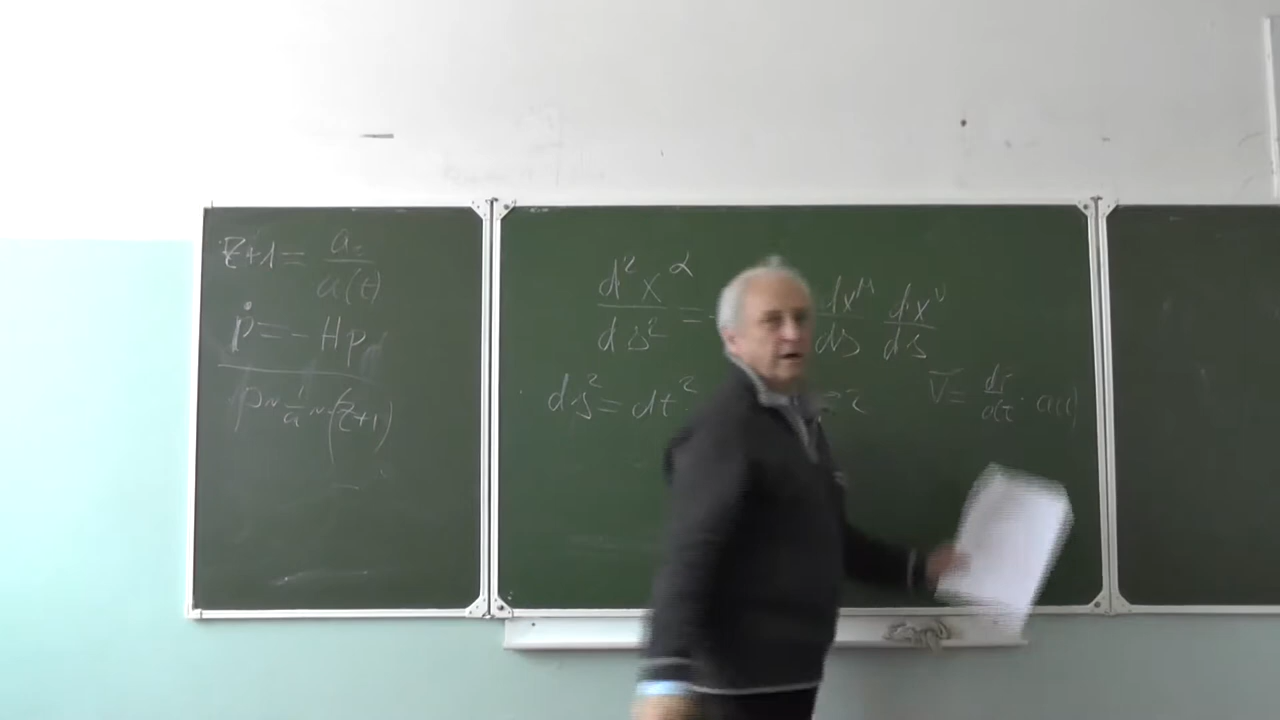 z+1 = a₀/a(t)
ṗ = -Hp
p ~ 1/a ~ (z+1)
d²x^α/ds² = - dx^μ/ds dx^ν/ds
ds² = dt²
v̄ = dr/dt · a(t)